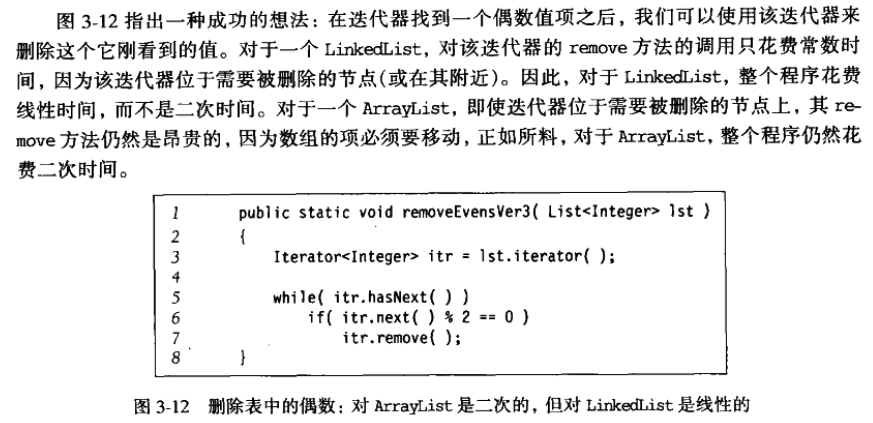 图 3-12 指出一种成功的想法：在迭代器找到一个偶数值项之后，我们可以使用该迭代器来
删除这个它刚看到的值。对于一个 LinkedList，对该迭代器的 remove 方法的调用只花费常数时
间，因为该迭代器位于需要被删除的节点(或在其附近)。因此，对于 LinkedList，整个程序花费
线性时间，而不是二次时间。对于一个 ArrayList，即使迭代器位于需要被删除的节点上，其 re-
move 方法仍然是昂贵的，因为数组的项必须要移动，正如所料，对于 ArrayList，整个程序仍然花
费二次时间。
1 public static void removeEvensVer3( List<Integer> lst )
2 {
3 Iterator<Integer> itr = lst.iterator( );
4
5 while( itr.hasNext( ) )
6 if( itr.next( ) % 2 == 0 )
7 itr.remove( );
8 }
图 3-12 删除表中的偶数：对 ArrayList 是二次的，但对 LinkedList 是线性的